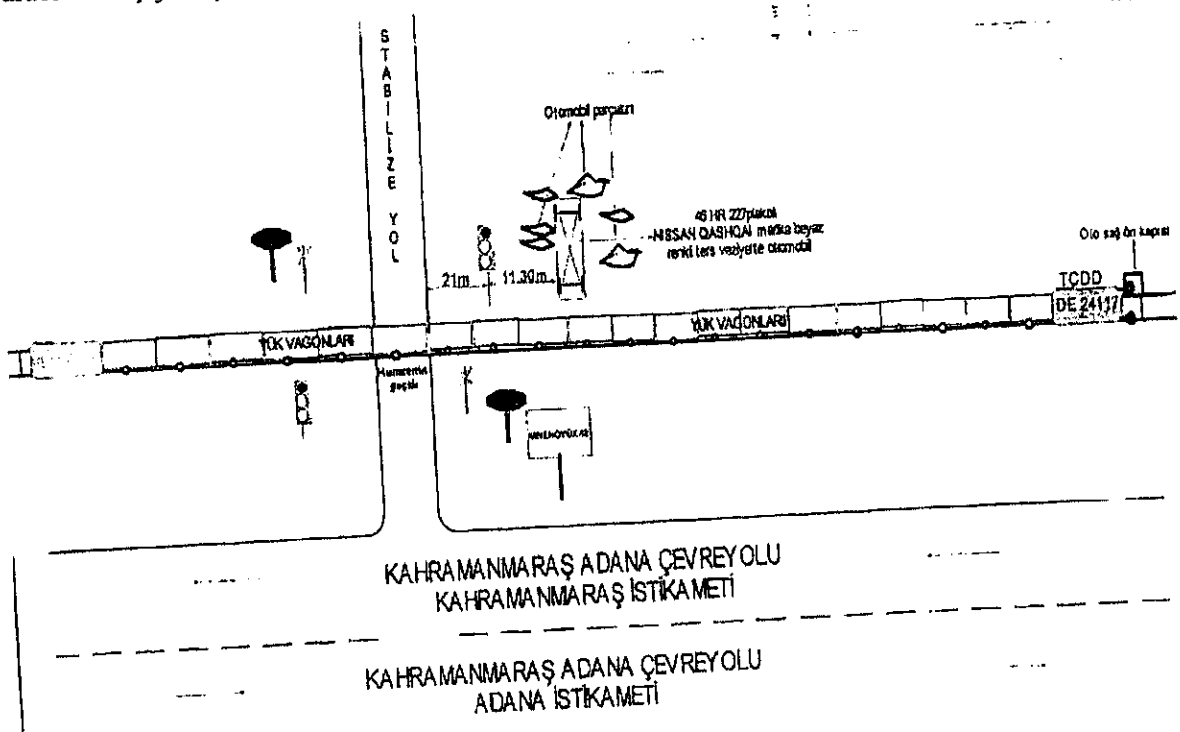 STABİLİZE YOL
Otomobil parçaları
46 HR 227 plakalı
NISSAN QASHQAI marka beyaz
renkli ters vaziyette otomobil
Oto sağ ön kapısı
21m
11.30m
TCDD
DE 24117
YÜK VAGONLARI
YÜK VAGONLARI
Hemzemin
geçit
KAHRAMANMARAŞ ADANA ÇEVREYOLU
KAHRAMANMARAŞ İSTİKAMETİ
KAHRAMANMARAŞ ADANA ÇEVREYOLU
ADANA İSTİKAMETİ